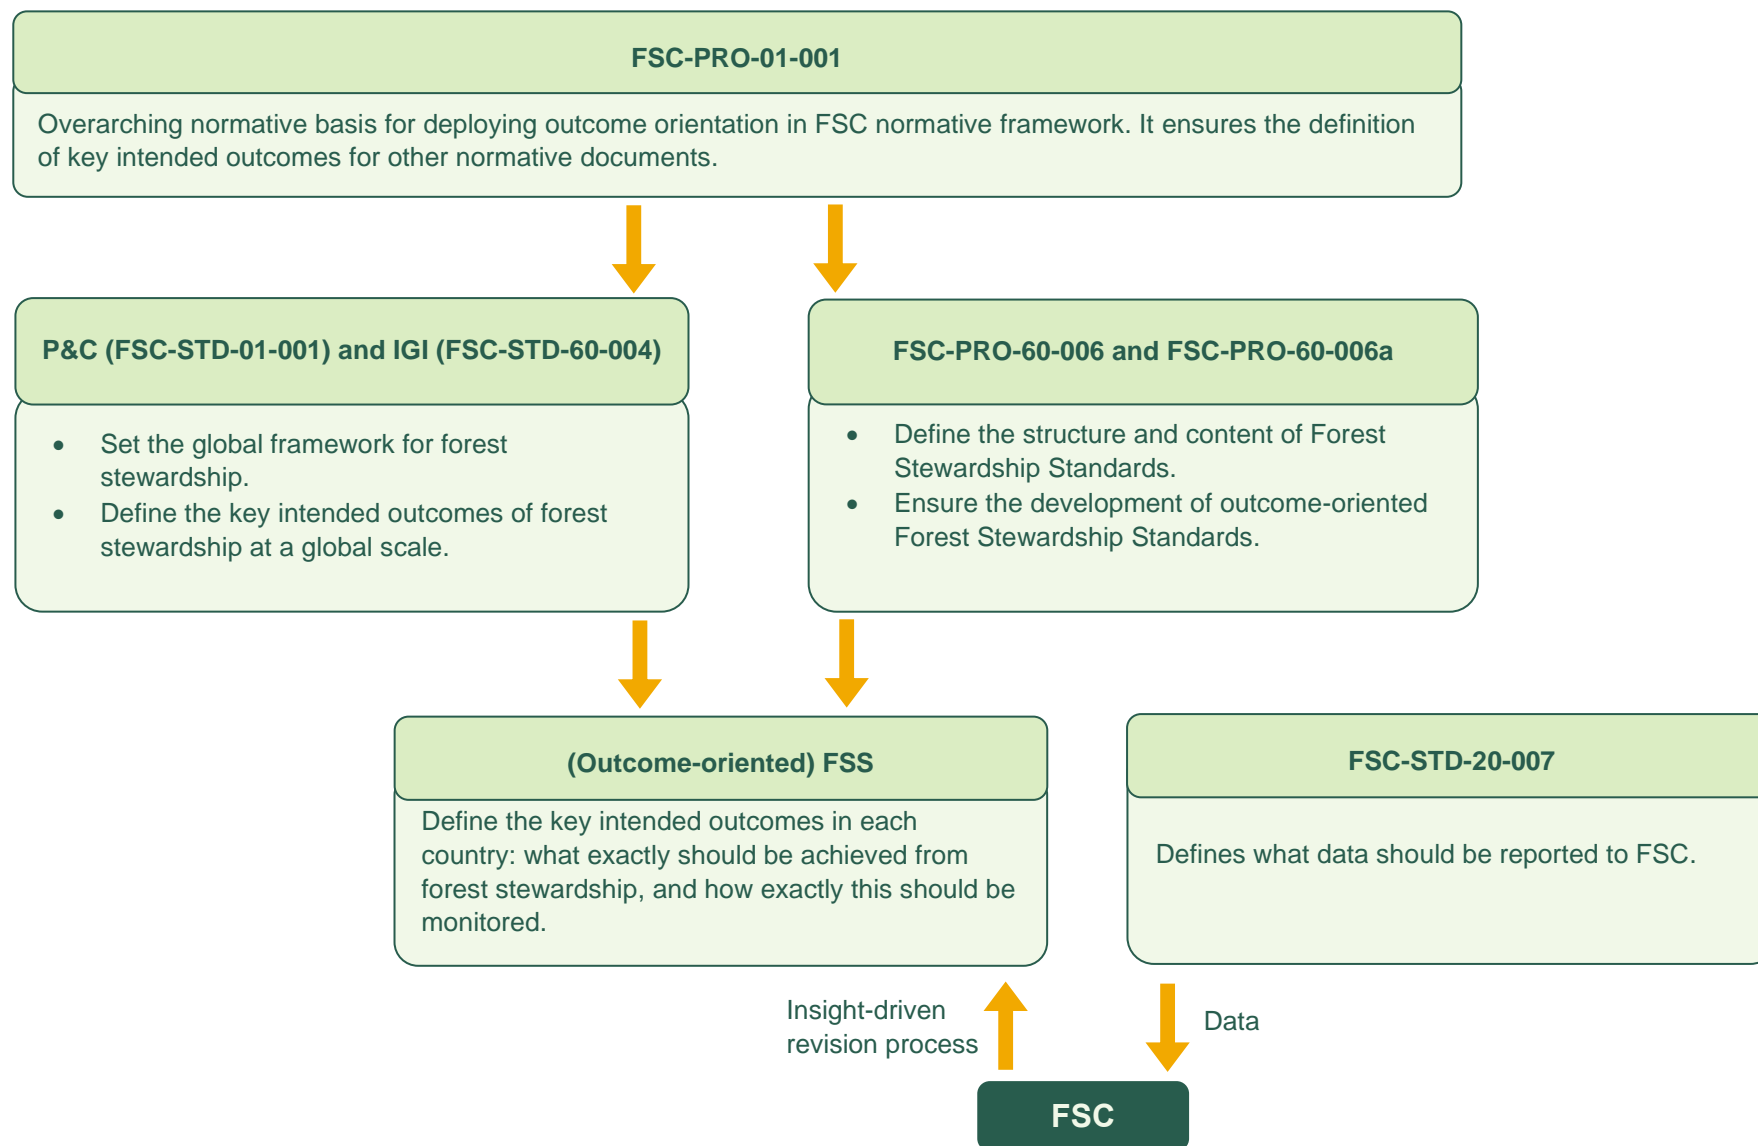 FSC-PRO-01-001
Overarching normative basis for deploying outcome orientation in FSC normative framework. It ensures the definition
of key intended outcomes for other normative documents.
P&C (FSC-STD-01-001) and IGI (FSC-STD-60-004)
• Set the global framework for forest
stewardship.
• Define the key intended outcomes of forest
stewardship at a global scale.
FSC-PRO-60-006 and FSC-PRO-60-006a
• Define the structure and content of Forest
Stewardship Standards.
• Ensure the development of outcome-oriented
Forest Stewardship Standards.
(Outcome-oriented) FSS
Define the key intended outcomes in each
country: what exactly should be achieved from
forest stewardship, and how exactly this should be
monitored.
FSC-STD-20-007
Defines what data should be reported to FSC.
Insight-driven
revision process
Data
FSC